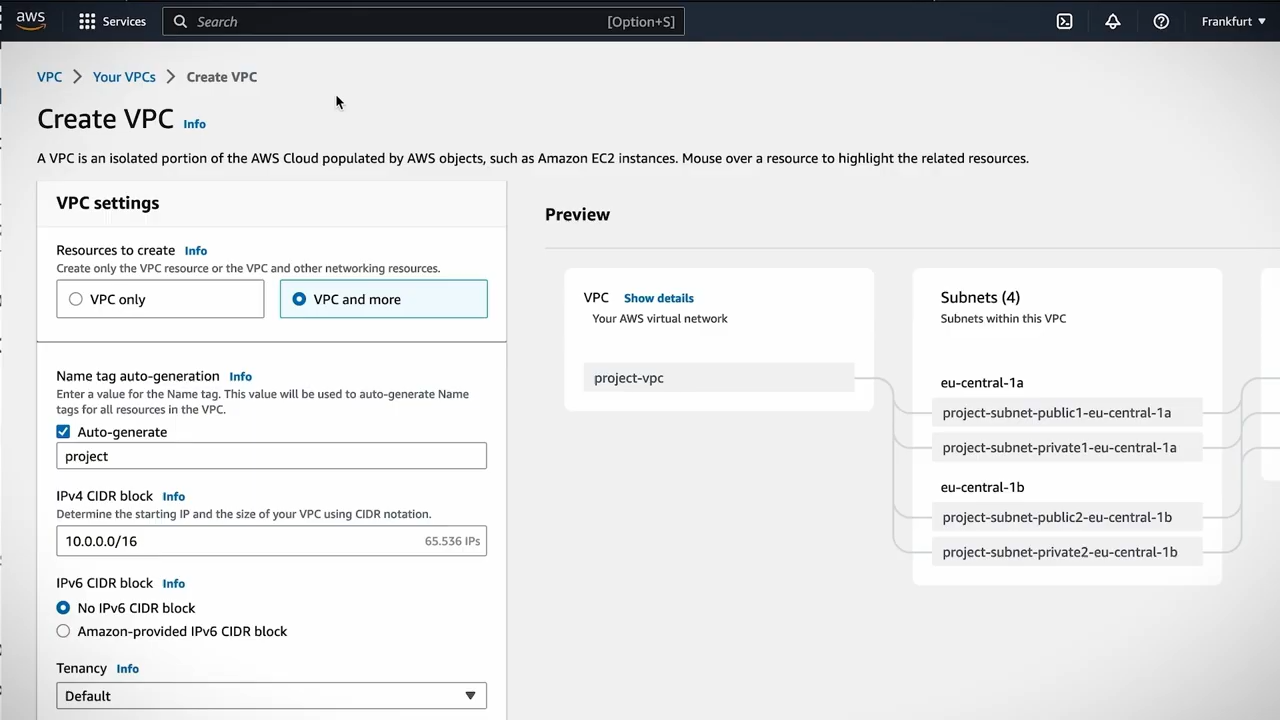 aws Services Search [Option+S] Frankfurt
VPC Your VPCs Create VPC
Create VPC Info
A VPC is an isolated portion of the AWS Cloud populated by AWS objects, such as Amazon EC2 instances. Mouse over a resource to highlight the related resources.
VPC settings
Resources to create Info
Create only the VPC resource or the VPC and other networking resources.
VPC only VPC and more
Name tag auto-generation Info
Enter a value for the Name tag. This value will be used to auto-generate Name
tags for all resources in the VPC.
Auto-generate
project
IPv4 CIDR block Info
Determine the starting IP and the size of your VPC using CIDR notation.
10.0.0.0/16 65.536 IPs
IPv6 CIDR block Info
No IPv6 CIDR block
Amazon-provided IPv6 CIDR block
Tenancy Info
Default
Preview
VPC Show details
Your AWS virtual network
project-vpc
Subnets (4)
Subnets within this VPC
eu-central-1a
project-subnet-public1-eu-central-1a
project-subnet-private1-eu-central-1a
eu-central-1b
project-subnet-public2-eu-central-1b
project-subnet-private2-eu-central-1b